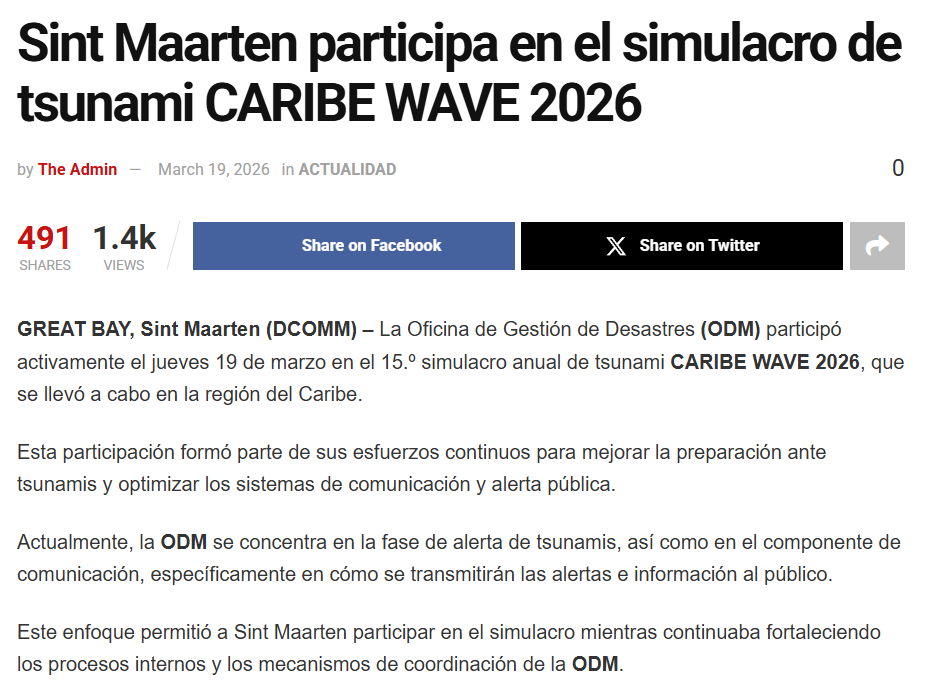 Sint Maarten participa en el simulacro de
tsunami CARIBE WAVE 2026
by The Admin — March 19, 2026 in ACTUALIDAD
0
491 1.4k
SHARES VIEWS
Share on Facebook
Share on Twitter
GREAT BAY, Sint Maarten (DCOMM) – La Oficina de Gestión de Desastres (ODM) participó
activamente el jueves 19 de marzo en el 15.º simulacro anual de tsunami CARIBE WAVE 2026, que
se llevó a cabo en la región del Caribe.
Esta participación formó parte de sus esfuerzos continuos para mejorar la preparación ante
tsunamis y optimizar los sistemas de comunicación y alerta pública.
Actualmente, la ODM se concentra en la fase de alerta de tsunamis, así como en el componente de
comunicación, específicamente en cómo se transmitirán las alertas e información al público.
Este enfoque permitió a Sint Maarten participar en el simulacro mientras continuaba fortaleciendo
los procesos internos y los mecanismos de coordinación de la ODM.